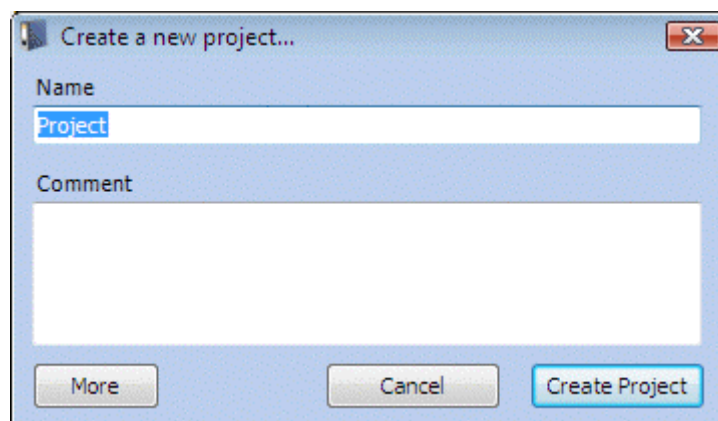 Create a new project...
Name
Project
Comment
More Cancel Create Project